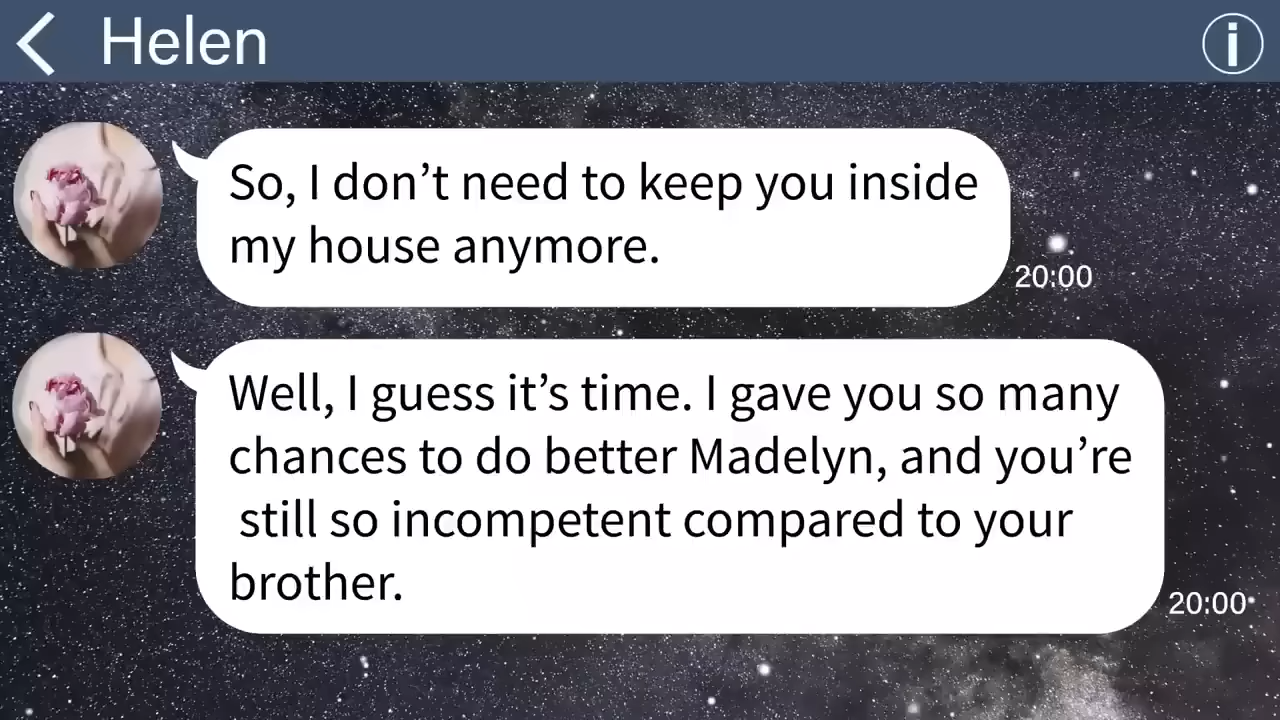 Helen
i
So, I don’t need to keep you inside
my house anymore.
20:00
Well, I guess it’s time. I gave you so many
chances to do better Madelyn, and you’re
still so incompetent compared to your
brother.
20:00